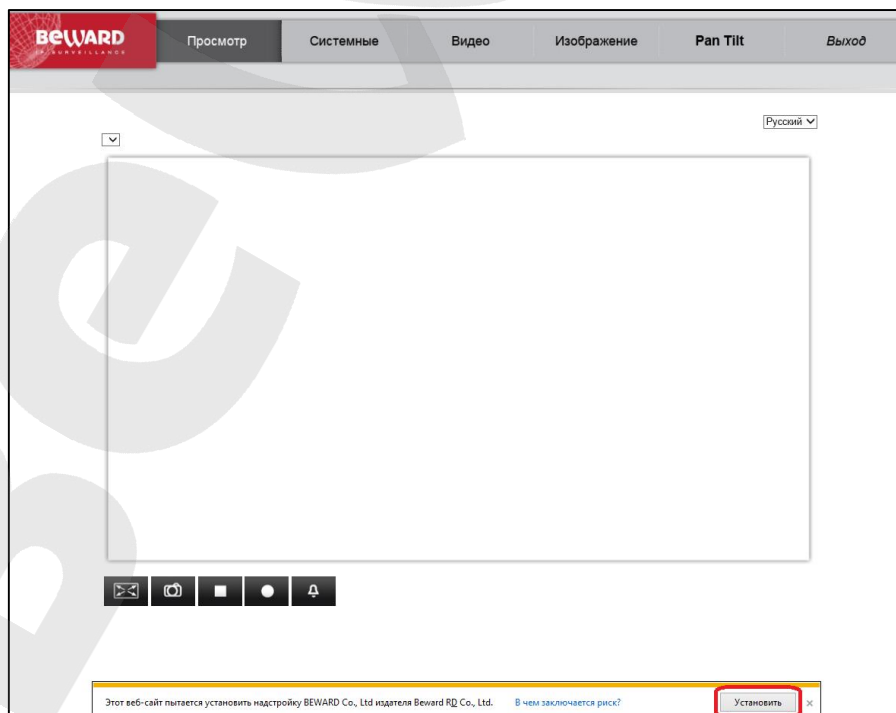 BEWARD
IP SURVEILLANCE
Просмотр Системные Видео Изображение Pan Tilt Выход
Русский
Этот веб-сайт пытается установить надстройку BEWARD Co., Ltd издателя Beward RD Co., Ltd. В чем заключается риск? Установить ×
Bewa